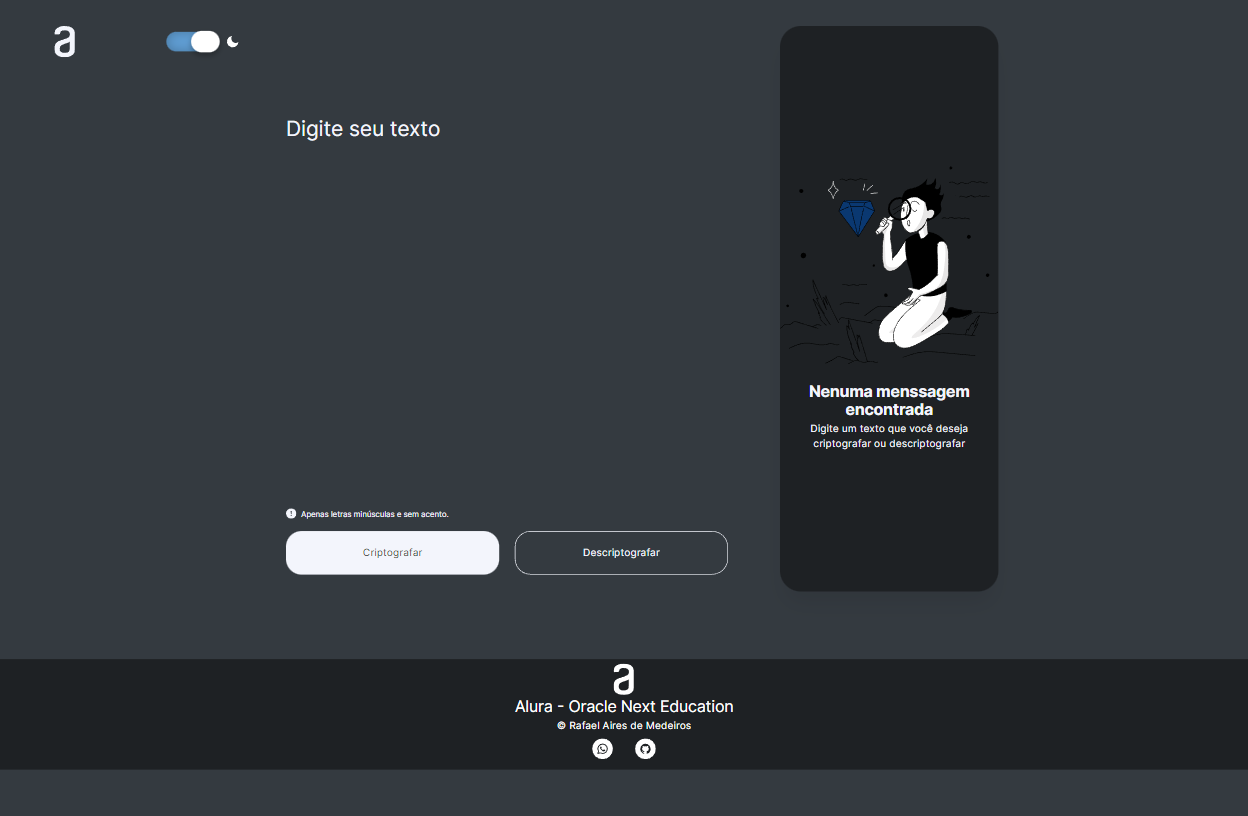 a
Digite seu texto
Nenuma menssagem
encontrada
Digite um texto que você deseja
criptografar ou descriptografar
Apenas letras minúsculas e sem acento.
Criptografar
Descriptografar
a
Alura - Oracle Next Education
© Rafael Aires de Medeiros